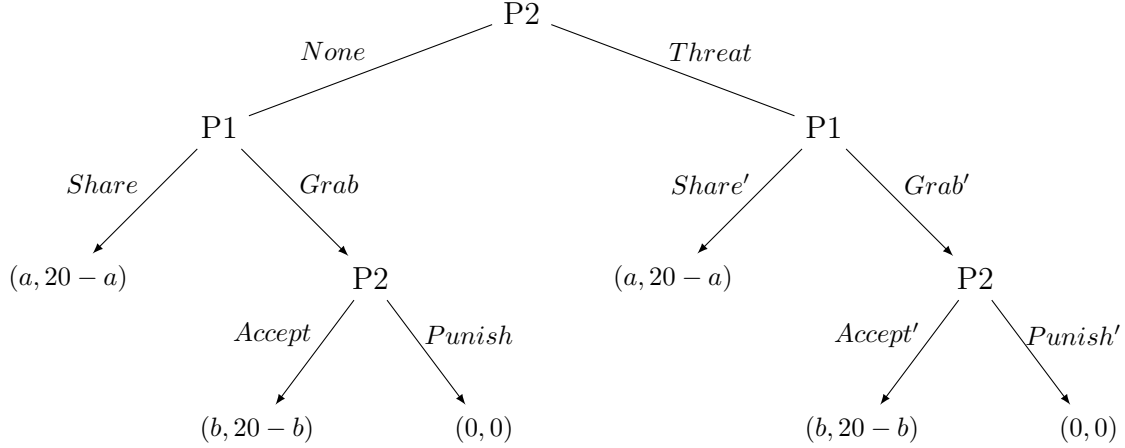 P2
None Threat
P1 P1
Share Grab Share′ Grab′
(a, 20 − a) P2 (a, 20 − a) P2
Accept Punish Accept′ Punish′
(b, 20 − b) (0, 0) (b, 20 − b) (0, 0)